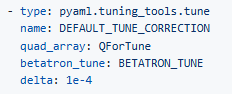 - type: pyaml.tuning_tools.tune
name: DEFAULT_TUNE_CORRECTION
quad_array: QForTune
betatron_tune: BETATRON_TUNE
delta: 1e-4